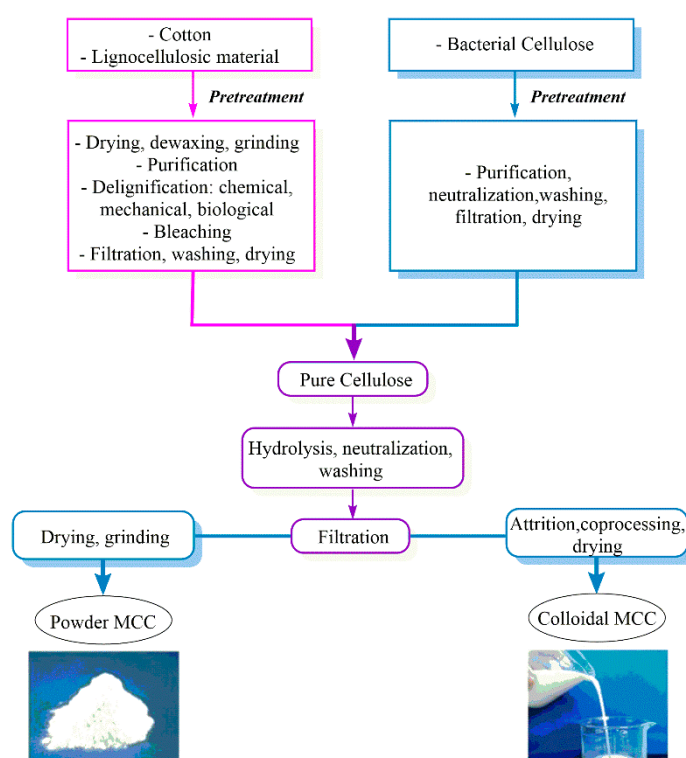 - Cotton
- Lignocellulosic material
- Bacterial Cellulose
Pretreatment
Pretreatment
- Drying, dewaxing, grinding
- Purification
- Delignification: chemical,
mechanical, biological
- Bleaching
- Filtration, washing, drying
- Purification,
neutralization,washing,
filtration, drying
Pure Cellulose
Hydrolysis, neutralization,
washing
Drying, grinding
Filtration
Attrition,coprocessing,
drying
Powder MCC
Colloidal MCC